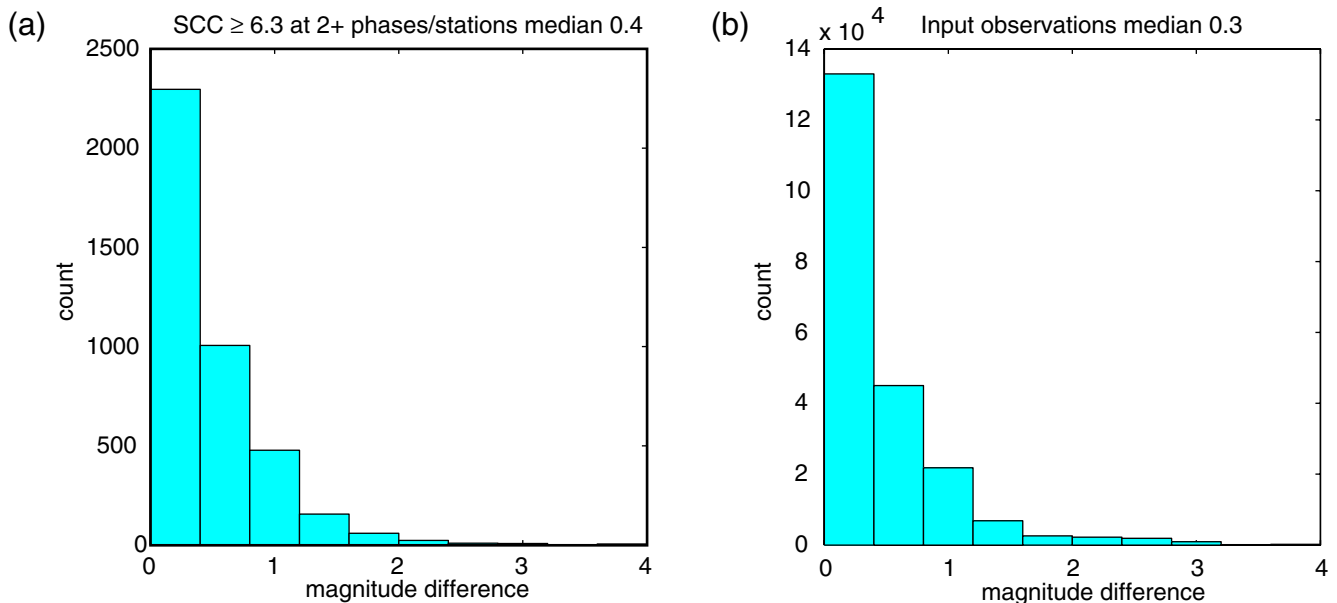 (a)
SCC ≥ 6.3 at 2+ phases/stations median 0.4
2500
2000
1500
1000
500
0
count
0 1 2 3 4
magnitude difference
(b)
x 10 4
Input observations median 0.3
14
12
10
8
6
4
2
0
count
0 1 2 3 4
magnitude difference